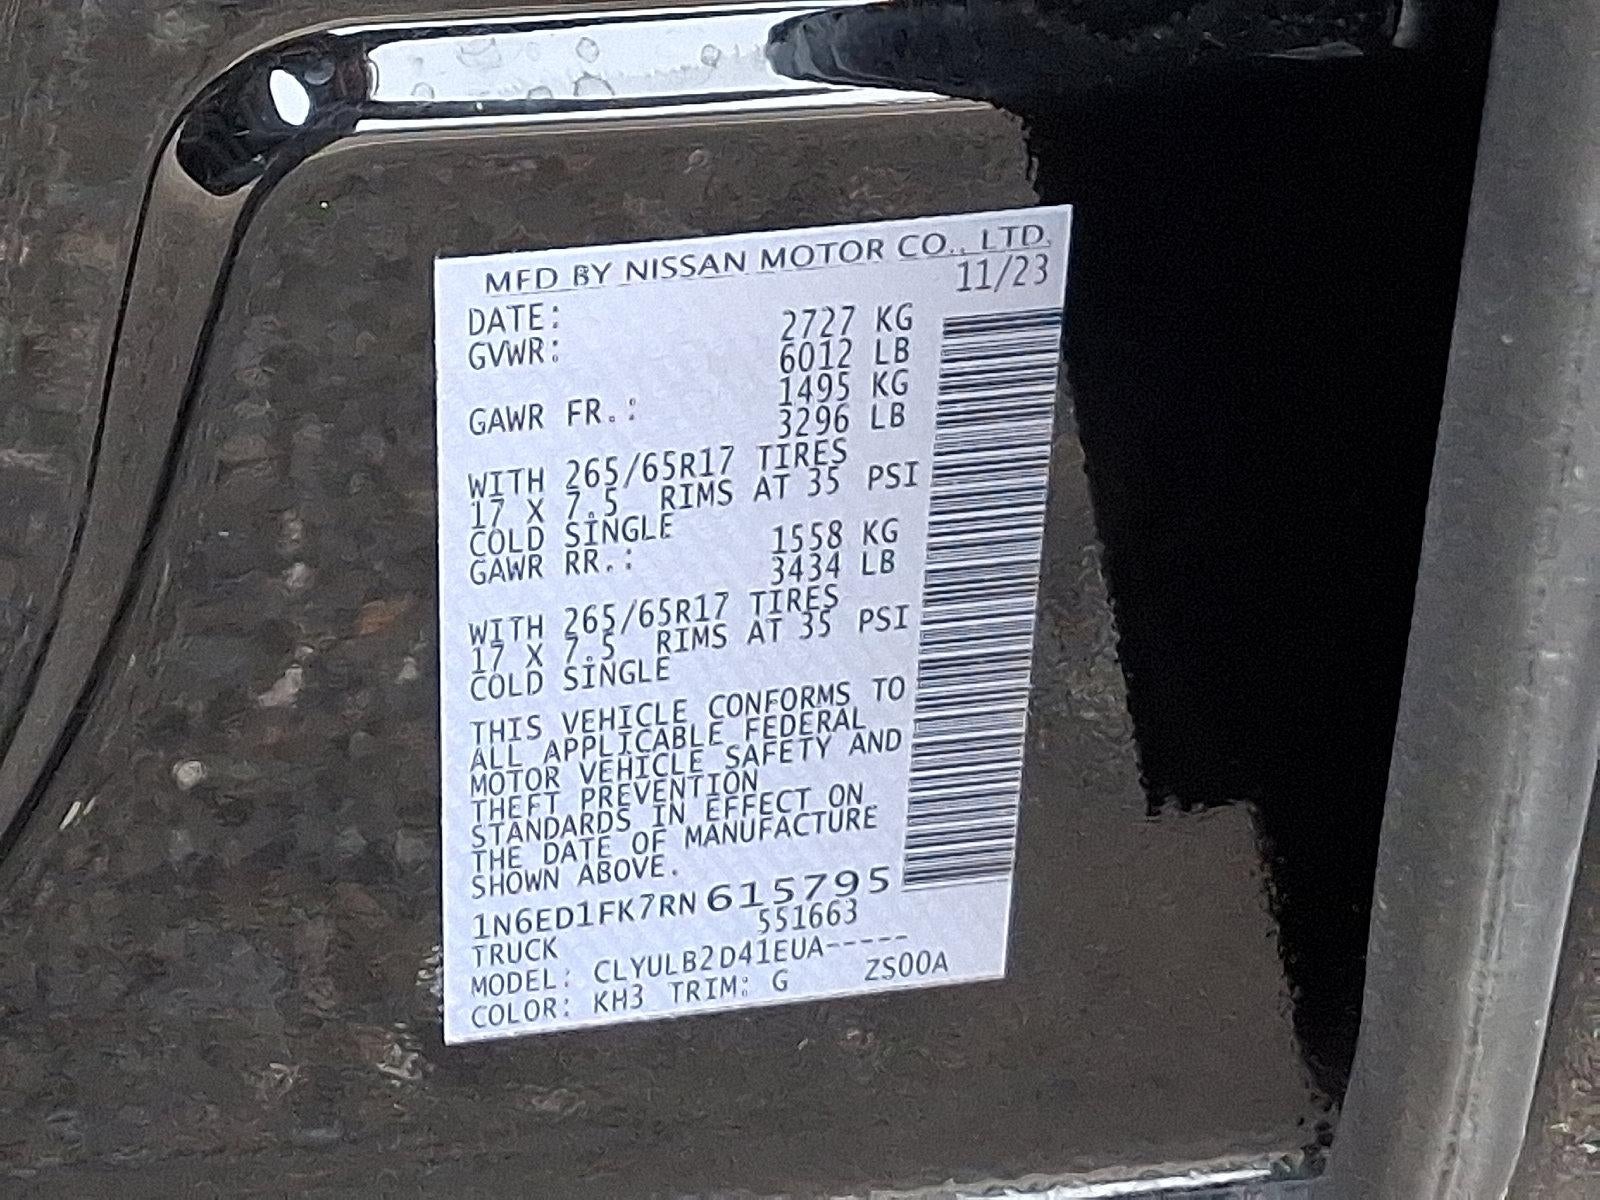 MFD BY NISSAN MOTOR CO., LTD.
DATE: 11/23
GVWR: 2727 KG
6012 LB
GAWR FR.: 1495 KG
3296 LB
WITH 265/65R17 TIRES
17 X 7.5 RIMS AT 35 PSI
COLD SINGLE
GAWR RR.: 1558 KG
3434 LB
WITH 265/65R17 TIRES
17 X 7.5 RIMS AT 35 PSI
COLD SINGLE
THIS VEHICLE CONFORMS TO
ALL APPLICABLE FEDERAL
MOTOR VEHICLE SAFETY AND
THEFT PREVENTION
STANDARDS IN EFFECT ON
THE DATE OF MANUFACTURE
SHOWN ABOVE.
1N6ED1FK7RN615795
TRUCK 551663
MODEL: CLYULB2D41EUA-----
COLOR: KH3 TRIM: G ZS00A